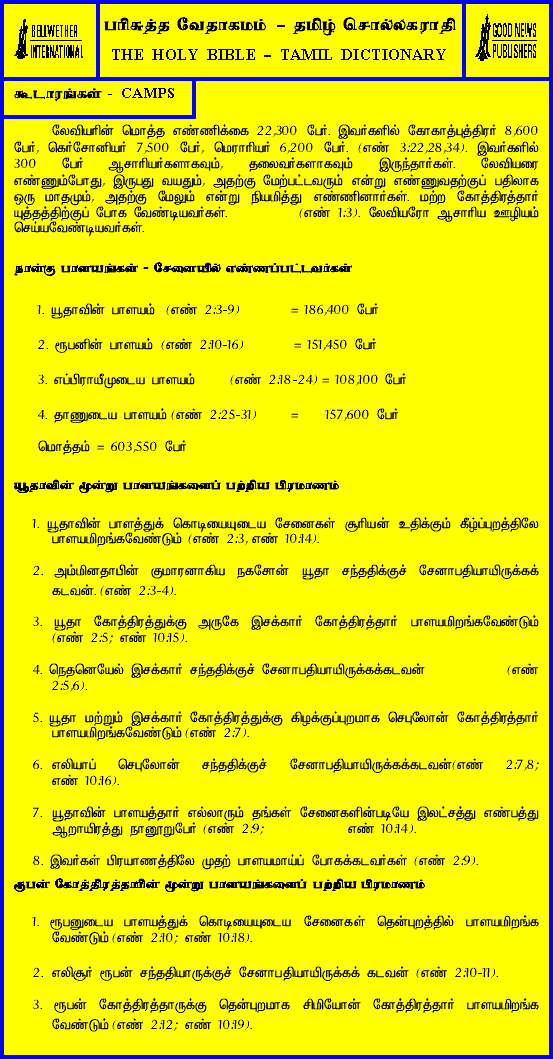 BELLWETHER
INTERNATIONAL
பரிசுத்த வேதாகமம் – தமிழ் சொல்லகராதி
THE HOLY BIBLE – TAMIL DICTIONARY
GOOD NEWS
PUBLISHERS
கூடாரங்கள் - CAMPS
லேவியரின் மொத்த எண்ணிக்கை 22,300 பேர். இவர்களில் கோகாத்புத்திரர் 8,600
பேர், கெர்சோனியர் 7,500 பேர், மெராரியர் 6,200 பேர். (எண் 3:22,28,34). இவர்களில்
300 பேர் ஆசாரியர்களாகவும், தலைவர்களாகவும் இருந்தார்கள். லேவியரை
எண்ணும்போது, இருபது வயதும், அதற்கு மேற்பட்டவரும் என்று எண்ணுவதற்குப் பதிலாக
ஒரு மாதமும், அதற்கு மேலும் என்று நியமித்து எண்ணினார்கள். மற்ற கோத்திரத்தார்
யுத்தத்திற்குப் போக வேண்டியவர்கள். (எண் 1:3). லேவியரோ ஆசாரிய ஊழியம்
செய்யவேண்டியவர்கள்.
நான்கு பாளயங்கள் - சேனையில் எண்ணப்பட்டவர்கள்
1. யூதாவின் பாளயம் (எண் 2:3-9) = 186,400 பேர்
2. ரூபனின் பாளயம் (எண் 2:10-16) = 151,450 பேர்
3. எப்பிராயீமுடைய பாளயம் (எண் 2:18-24) = 108,100 பேர்
4. தாணுடைய பாளயம் (எண் 2:25-31) = 157,600 பேர்
மொத்தம் = 603,550 பேர்
யூதாவின் மூன்று பாளயங்களைப் பற்றிய பிரமாணம்
1. யூதாவின் பாளத்துக் கொடியையுடைய சேனைகள் சூரியன் உதிக்கும் கீழ்ப்புறத்திலே
பாளயமிறங்கவேண்டும் (எண் 2:3, எண் 10:14).
2. அம்மினதாபின் குமாரனாகிய நகசோன் யூதா சந்ததிக்குச் சேனாபதியாயிருக்கக்
கடவன். (எண் 2:3-4).
3. யூதா கோத்திரத்துக்கு அருகே இசக்கார் கோத்திரத்தார் பாளயமிறங்கவேண்டும்
(எண் 2:5; எண் 10:15).
4. நெதனெயேல் இசக்கார் சந்ததிக்குச் சேனாபதியாயிருக்கக்கடவன் (எண்
2:5,6).
5. யூதா மற்றும் இசக்கார் கோத்திரத்துக்கு கிழக்குப்புறமாக செபுலோன் கோத்திரத்தார்
பாளயமிறங்கவேண்டும் (எண் 2:7).
6. எலியாப் செபுலோன் சந்ததிக்குச் சேனாபதியாயிருக்கக்கடவன்(எண் 2:7,8;
எண் 10:16).
7. யூதாவின் பாளயத்தார் எல்லாரும் தங்கள் சேனைகளின்படியே இலட்சத்து எண்பத்து
ஆறாயிரத்து நானூறுபேர் (எண் 2:9; எண் 10:14).
8. இவர்கள் பிரயாணத்திலே முதற் பாளயமாய்ப் போகக்கடவர்கள் (எண் 2:9).
ரூபன் கோத்திரத்தாரின் மூன்று பாளயங்களைப் பற்றிய பிரமாணம்
1. ரூபனுடைய பாளயத்துக் கொடியையுடைய சேனைகள் தென்புறத்தில் பாளயமிறங்க
வேண்டும் (எண் 2:10; எண் 10:18).
2. எலிசூர் ரூபன் சந்ததியாருக்குச் சேனாபதியாயிருக்கக் கடவன் (எண் 2:10-11).
3. ரூபன் கோத்திரத்தாருக்கு தென்புறமாக சிமியோன் கோத்திரத்தார் பாளயமிறங்க
வேண்டும் (எண் 2:12; எண் 10:19).